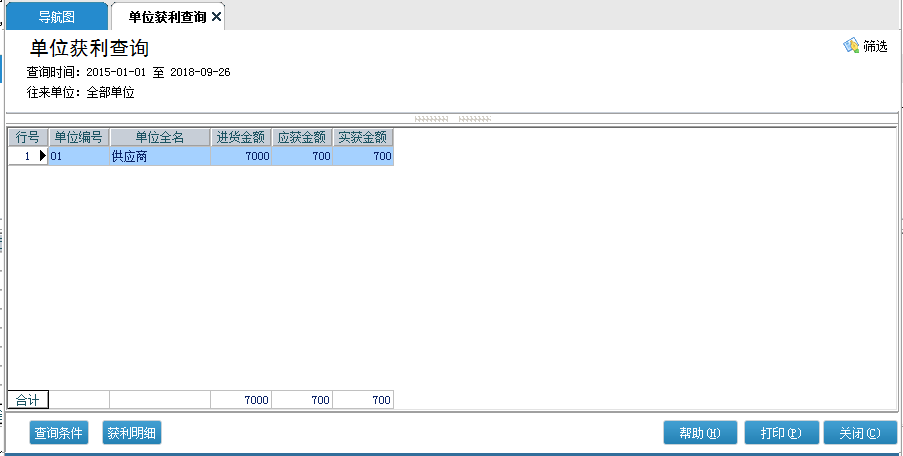 导航图 单位获利查询
单位获利查询
筛选
查询时间：2015-01-01 至 2018-09-26
往来单位：全部单位
行号 单位编号 单位全名 进货金额 应获金额 实获金额
1 01 供应商 7000 700 700
合计 7000 700 700
查询条件 获利明细 帮助(H) 打印(P) 关闭(C)